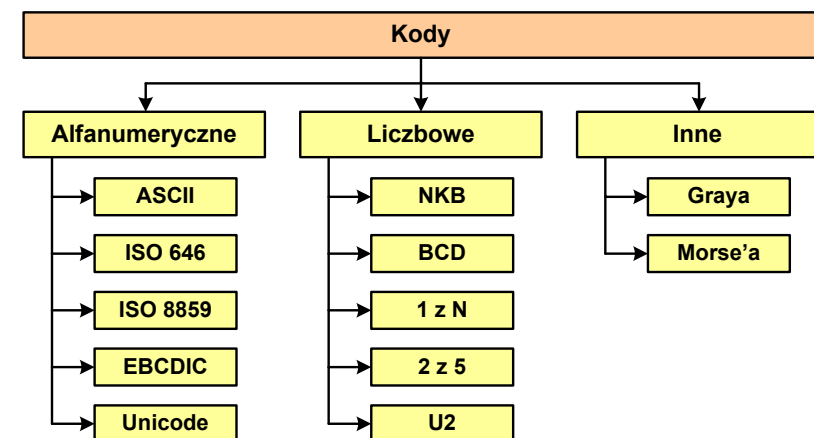 Kody
Alfanumeryczne
ASCII
ISO 646
ISO 8859
EBCDIC
Unicode
Liczbowe
NKB
BCD
1 z N
2 z 5
U2
Inne
Graya
Morse’a